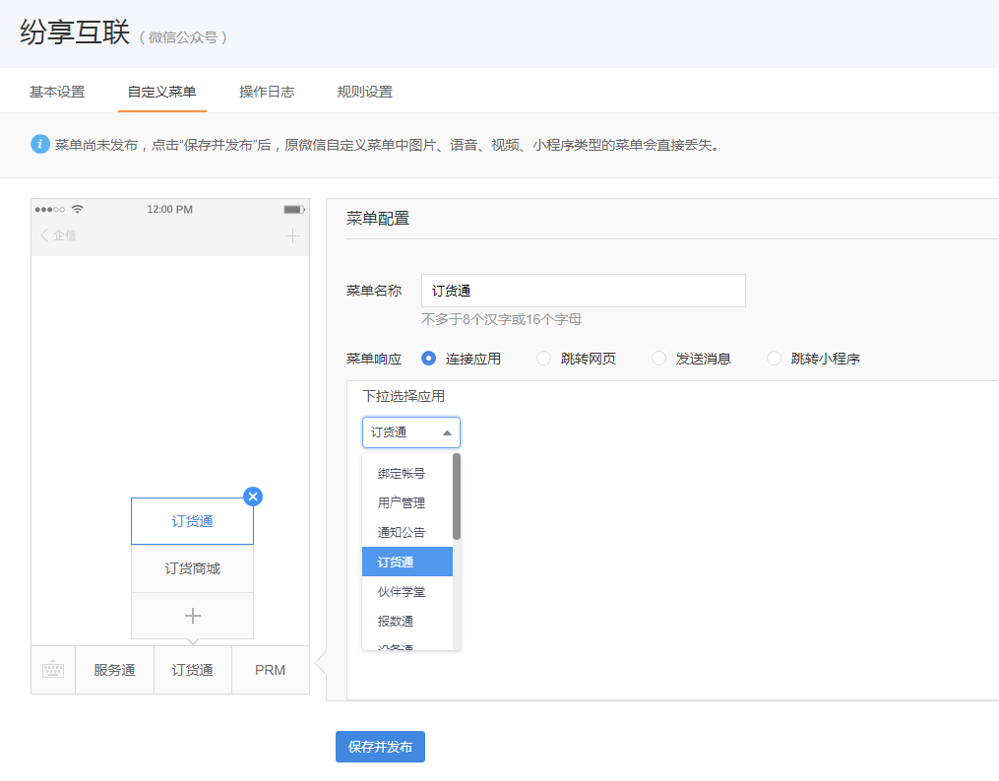 纷享互联 ( 微信公众号 )
基本设置 自定义菜单 操作日志 规则设置
菜单尚未发布，点击“保存并发布”后，原微信自定义菜单中图片、语音、视频、小程序类型的菜单会直接丢失。
12:00 PM
企信
订货通
订货商城
服务通 订货通 PRM
菜单配置
菜单名称 订货通
不多于8个汉字或16个字母
菜单响应 连接应用 跳转网页 发送消息 跳转小程序
下拉选择应用
订货通
绑定帐号
用户管理
通知公告
订货通
伙伴学堂
报数通
设备通
保存并发布